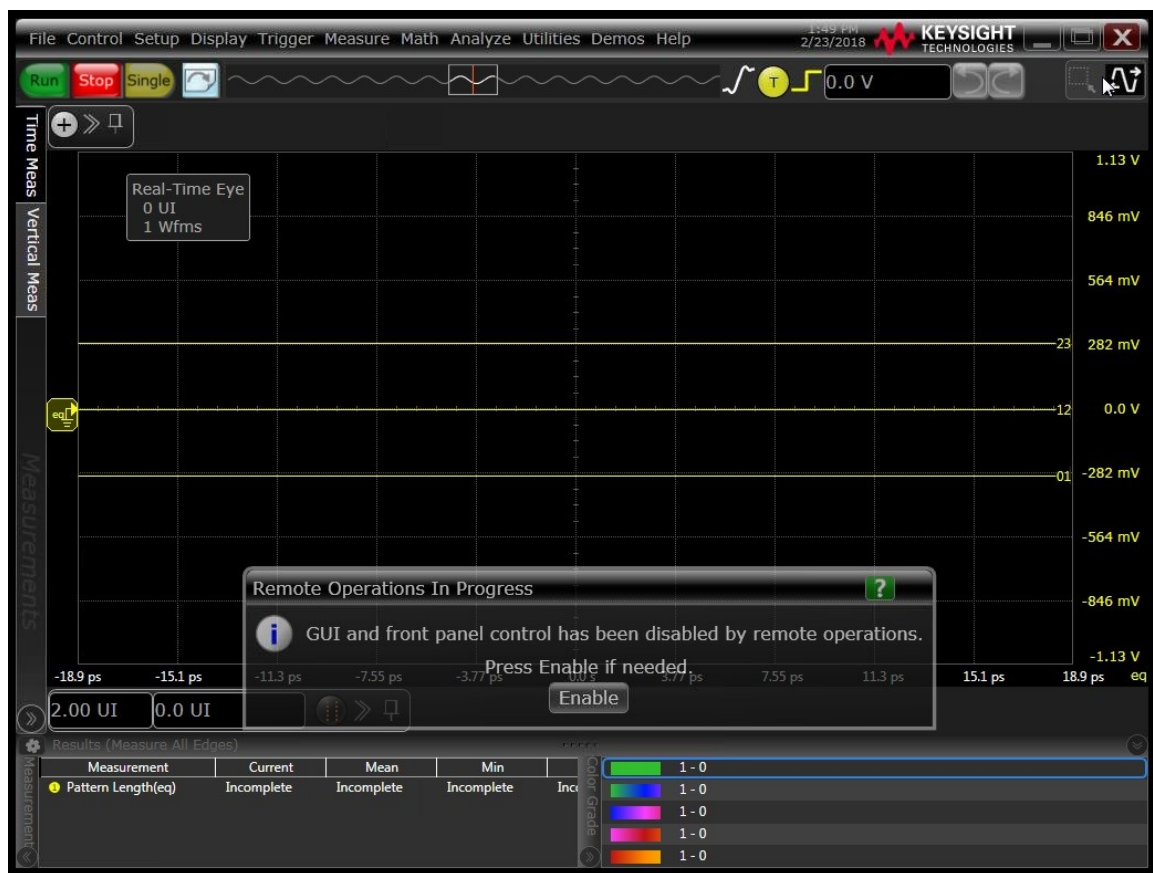 File Control Setup Display Trigger Measure Math Analyze Utilities Demos Help
1:49 PM
2/23/2018
KEYSIGHT
TECHNOLOGIES
X
Run Stop Single
T
0.0 V
Time Meas
Vertical Meas
Measurements
Real-Time Eye
0 UI
1 Wfms
1.13 V
846 mV
564 mV
23 282 mV
eq
12 0.0 V
01 -282 mV
-564 mV
-846 mV
-1.13 V
Remote Operations In Progress ?
i GUI and front panel control has been disabled by remote operations.
Press Enable if needed.
Enable
-18.9 ps -15.1 ps -11.3 ps -7.55 ps -3.77 ps 0.0 s 3.77 ps 7.55 ps 11.3 ps 15.1 ps 18.9 ps eq
2.00 UI 0.0 UI
Results (Measure All Edges)
Measurement Current Mean Min
1 Pattern Length(eq) Incomplete Incomplete Incomplete
Color Grade
1 - 0
1 - 0
1 - 0
1 - 0
1 - 0